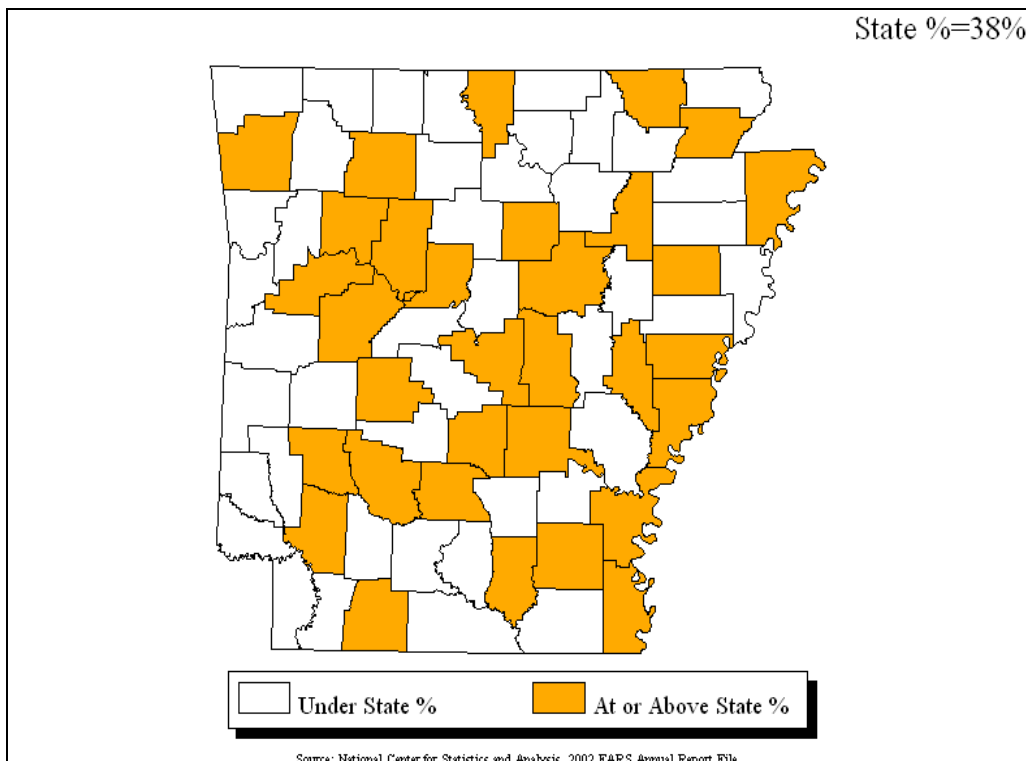 State %=38%
Under State %
At or Above State %
Source: National Center for Statistics and Analysis, 2002 FARS Annual Report File